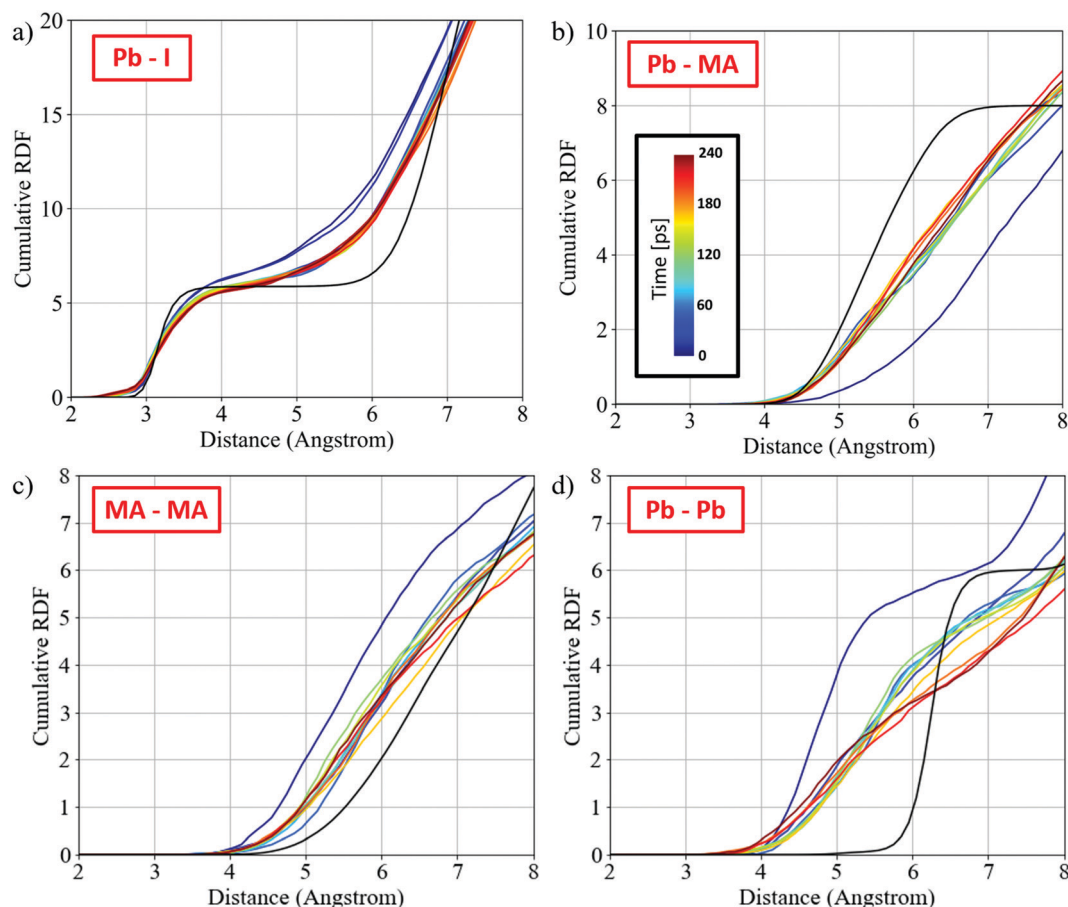 a)
Pb - I
20
15
10
5
0
Cumulative RDF
2 3 4 5 6 7 8
Distance (Angstrom)
b)
Pb - MA
10
8
6
4
2
0
Cumulative RDF
Time [ps]
240
180
120
60
0
2 3 4 5 6 7 8
Distance (Angstrom)
c)
MA - MA
8
7
6
5
4
3
2
1
0
Cumulative RDF
2 3 4 5 6 7 8
Distance (Angstrom)
d)
Pb - Pb
8
7
6
5
4
3
2
1
0
Cumulative RDF
2 3 4 5 6 7 8
Distance (Angstrom)